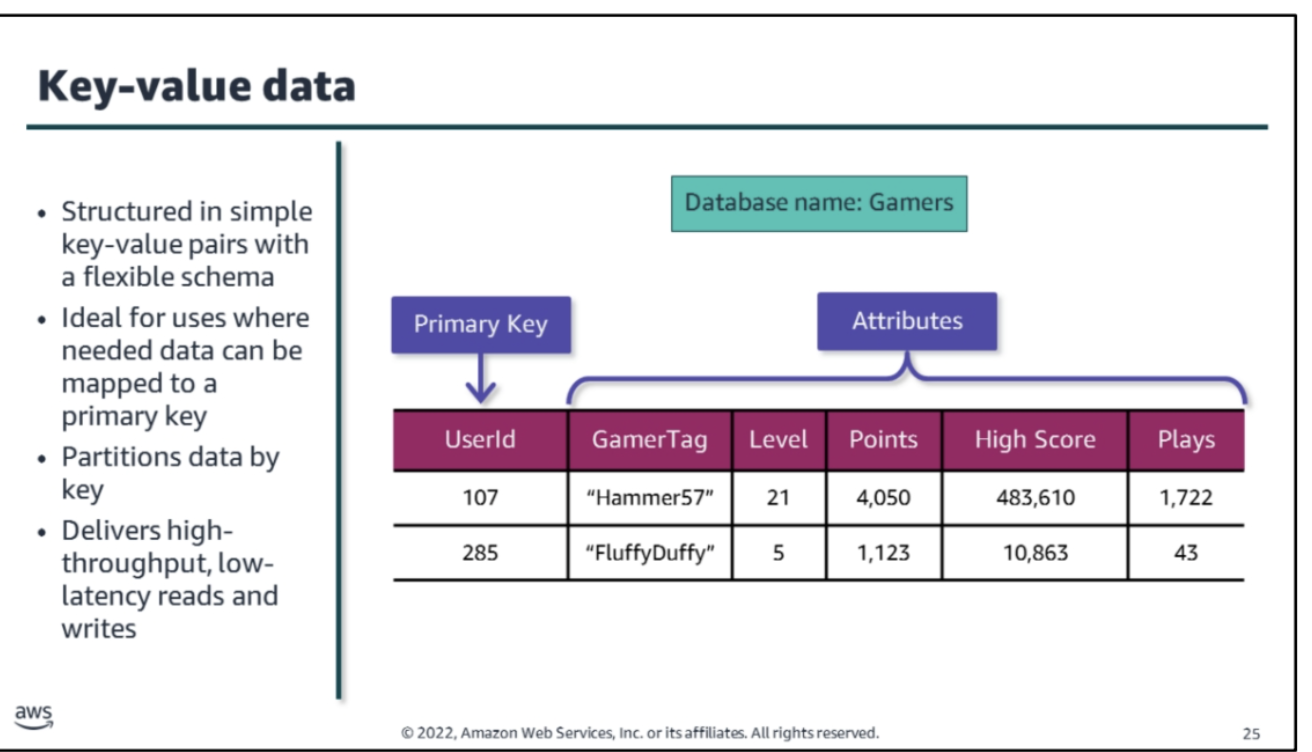 Key-value data
• Structured in simple
key-value pairs with
a flexible schema
• Ideal for uses where
needed data can be
mapped to a
primary key
• Partitions data by
key
• Delivers high-
throughput, low-
latency reads and
writes
Database name: Gamers
Primary Key
Attributes
UserId GamerTag Level Points High Score Plays
107 “Hammer57” 21 4,050 483,610 1,722
285 “FluffyDuffy” 5 1,123 10,863 43
aws
© 2022, Amazon Web Services, Inc. or its affiliates. All rights reserved.
25